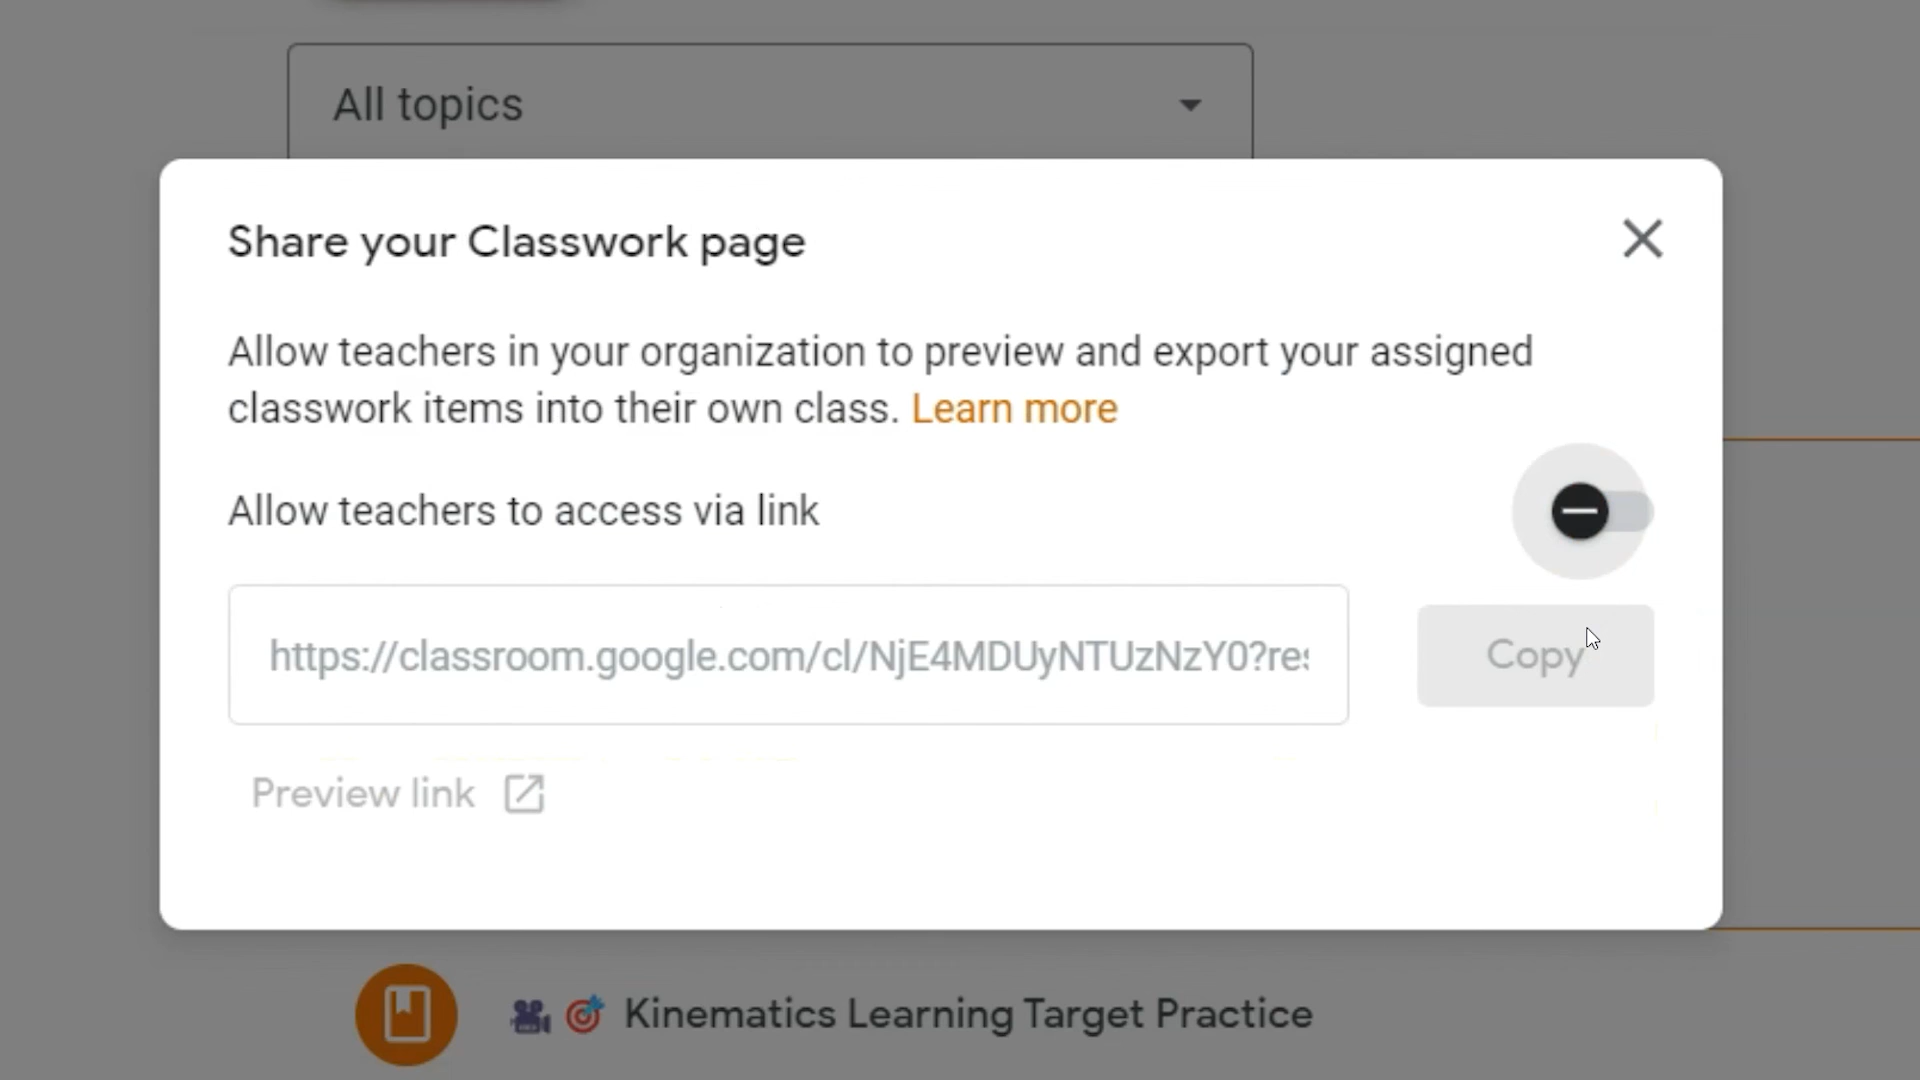 All topics
Share your Classwork page
Allow teachers in your organization to preview and export your assigned
classwork items into their own class. Learn more
Allow teachers to access via link
https://classroom.google.com/cl/NjE4MDUyNTUzNzY0?res
Copy
Preview link
Kinematics Learning Target Practice